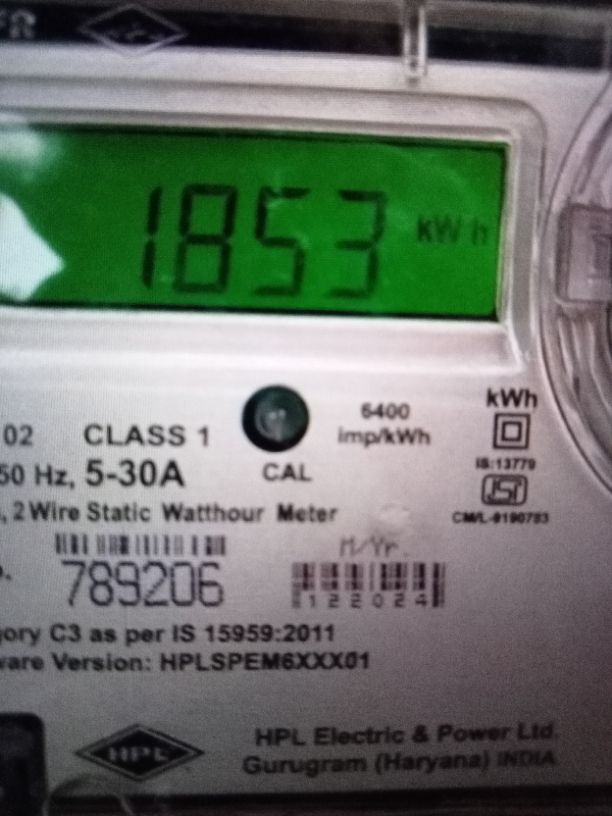 1853 kWh
kWh
6400
02 CLASS 1 imp/kWh
50 Hz, 5-30A CAL
IS:13779
, 2 Wire Static Watthour Meter
CM/L-9190783
M/Yr.
789206
122024
gory C3 as per IS 15959:2011
ware Version: HPLSPEM6XXX01
HPL
HPL Electric & Power Ltd.
Gurugram (Haryana) INDIA